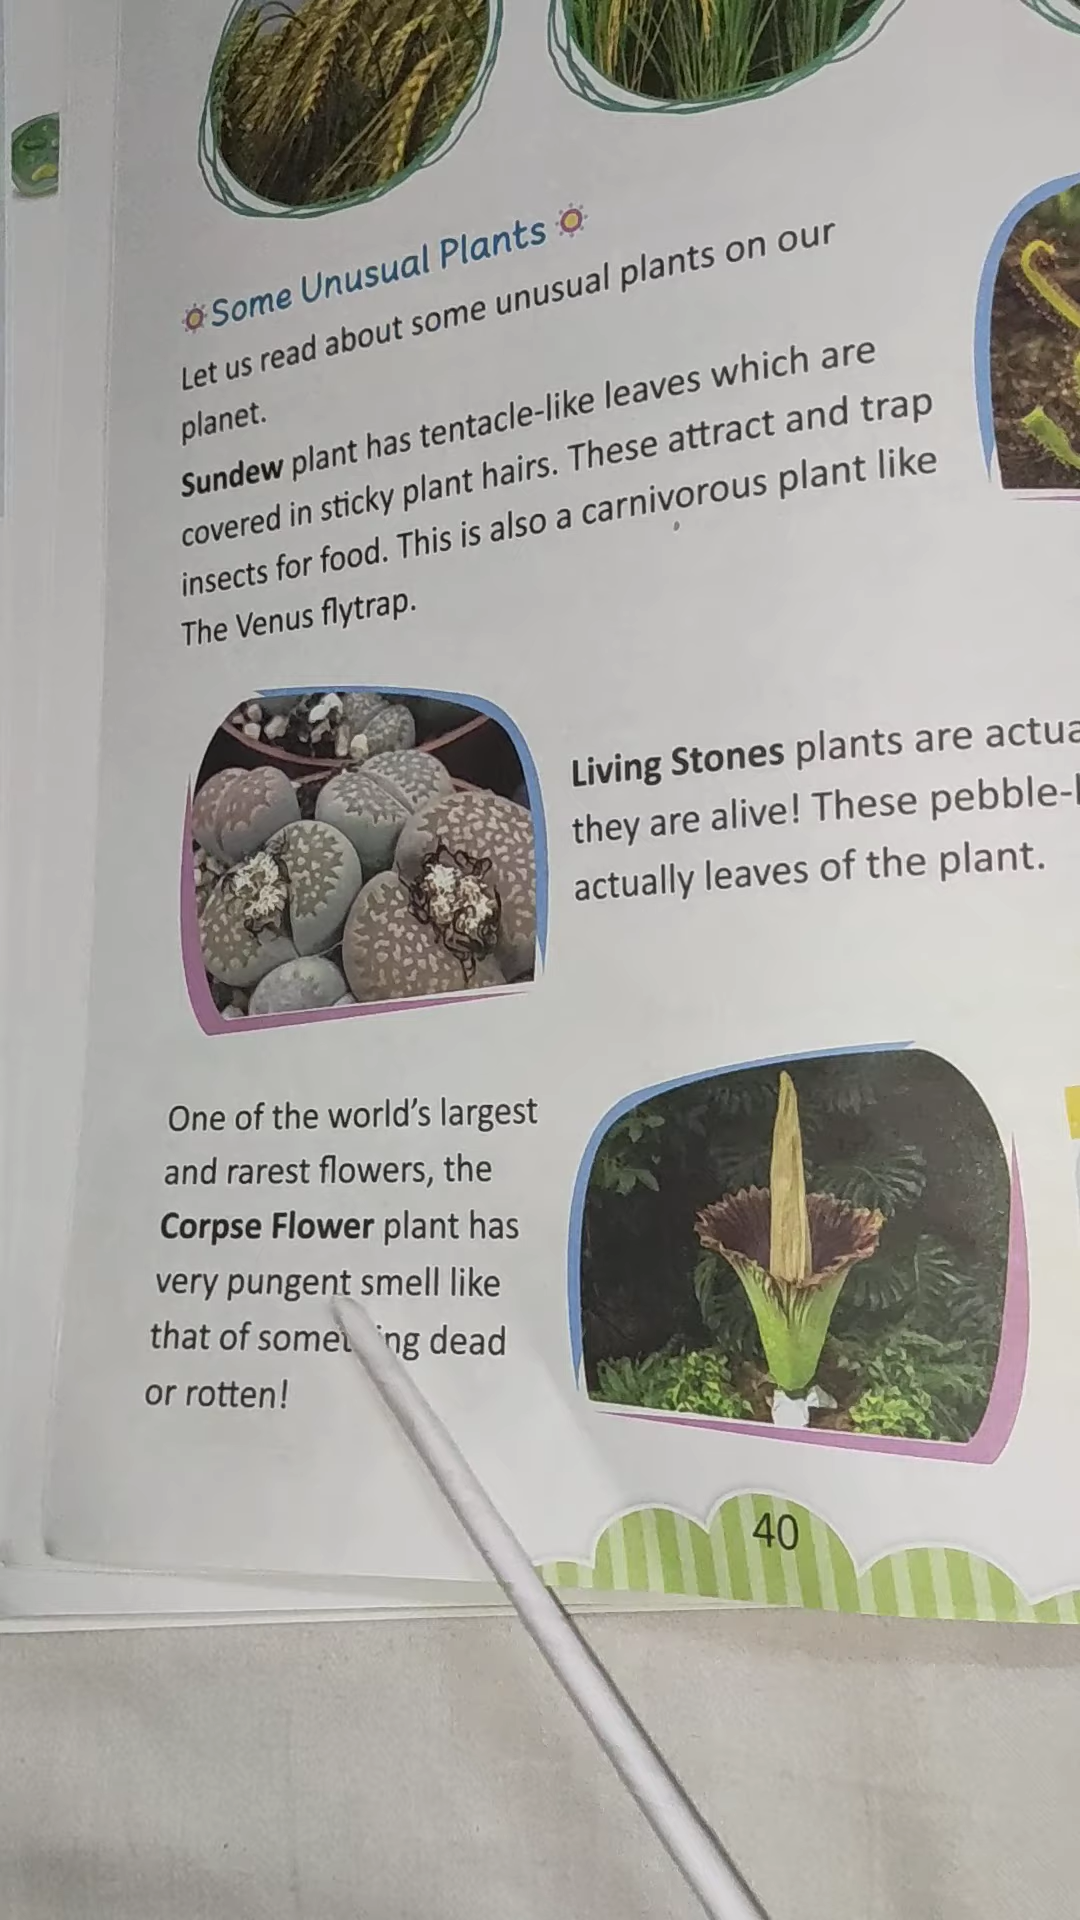 Some Unusual Plants
Let us read about some unusual plants on our
planet.
Sundew plant has tentacle-like leaves which are
covered in sticky plant hairs. These attract and trap
insects for food. This is also a carnivorous plant like
The Venus flytrap.
Living Stones plants are
they are alive! These
actually leaves of the plant.
One of the world's largest
and rarest flowers, the
Corpse Flower plant has
very pungent smell like
that of something dead
or rotten!
40